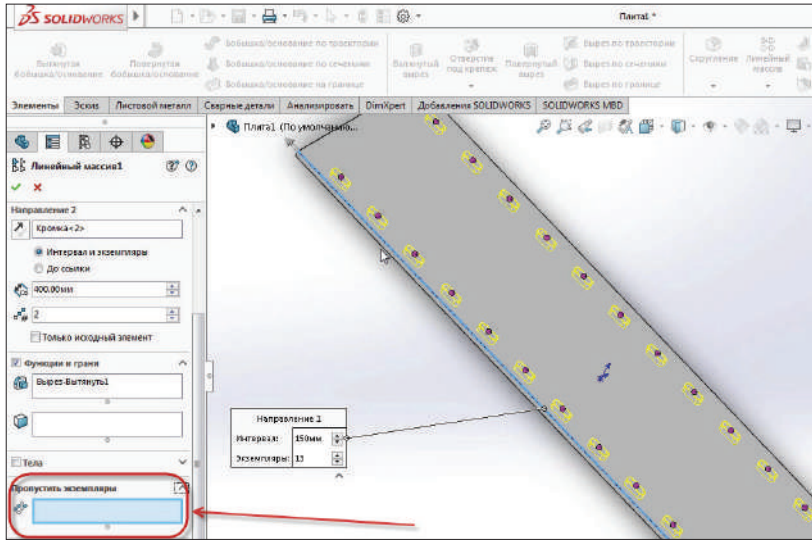 SOLIDWORKS
Плита1 *
Вытянутая бобышка/основание
Повернутая бобышка/основание
Бобышка/основание по траектории
Бобышка/основание по сечениям
Бобышка/основание на границе
Вытянутый вырез
Отверстие под крепеж
Повернутый вырез
Вырез по траектории
Вырез по сечениям
Вырез по границе
Скругление
Линейный массив
Элементы Эскиз Листовой металл Сварные детали Анализировать DimXpert Добавления SOLIDWORKS SOLIDWORKS MBD
Плита1 (По умолчанию...
Линейный массив1
Направление 2
Кромка<2>
Интервал и экземпляры
До ссылки
400.00мм
2
Только исходный элемент
Функции и грани
Вырез-Вытянуть1
Тела
Пропустить экземпляры
Направление 1
Интервал: 150мм
Экземпляры: 13